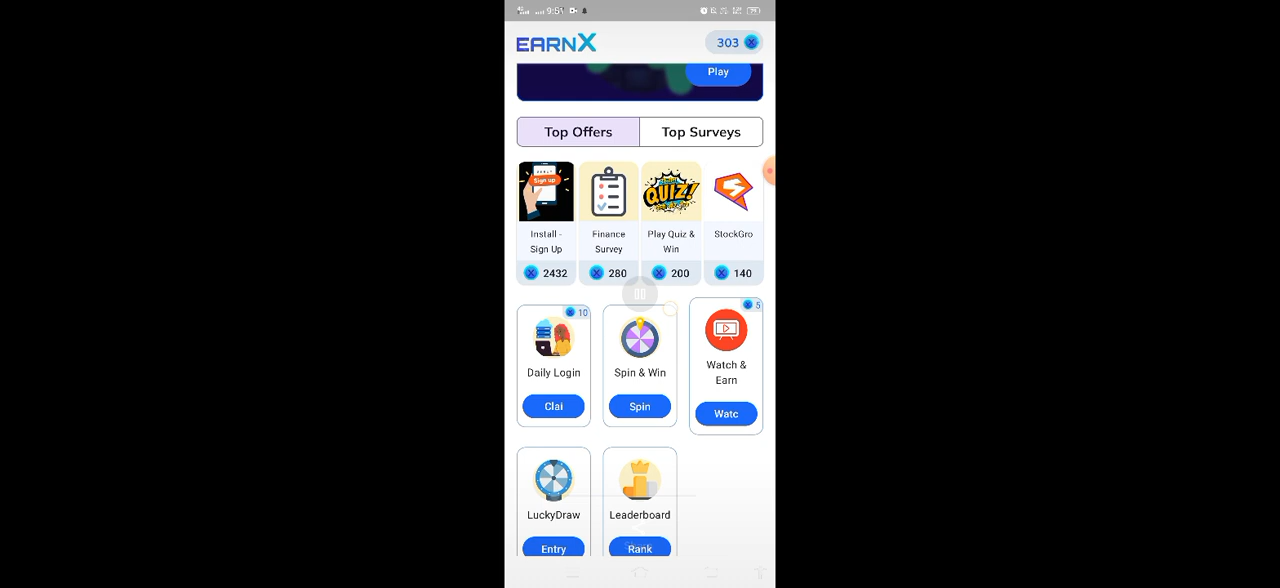 9:51
EARNX
303
Play
Top Offers
Top Surveys
Sign up
QUIZ!
Install -
Sign Up
Finance
Survey
Play Quiz &
Win
StockGro
2432
280
200
140
10
5
Daily Login
Spin & Win
Watch &
Earn
Clai
Spin
Watc
LuckyDraw
Leaderboard
Entry
Rank